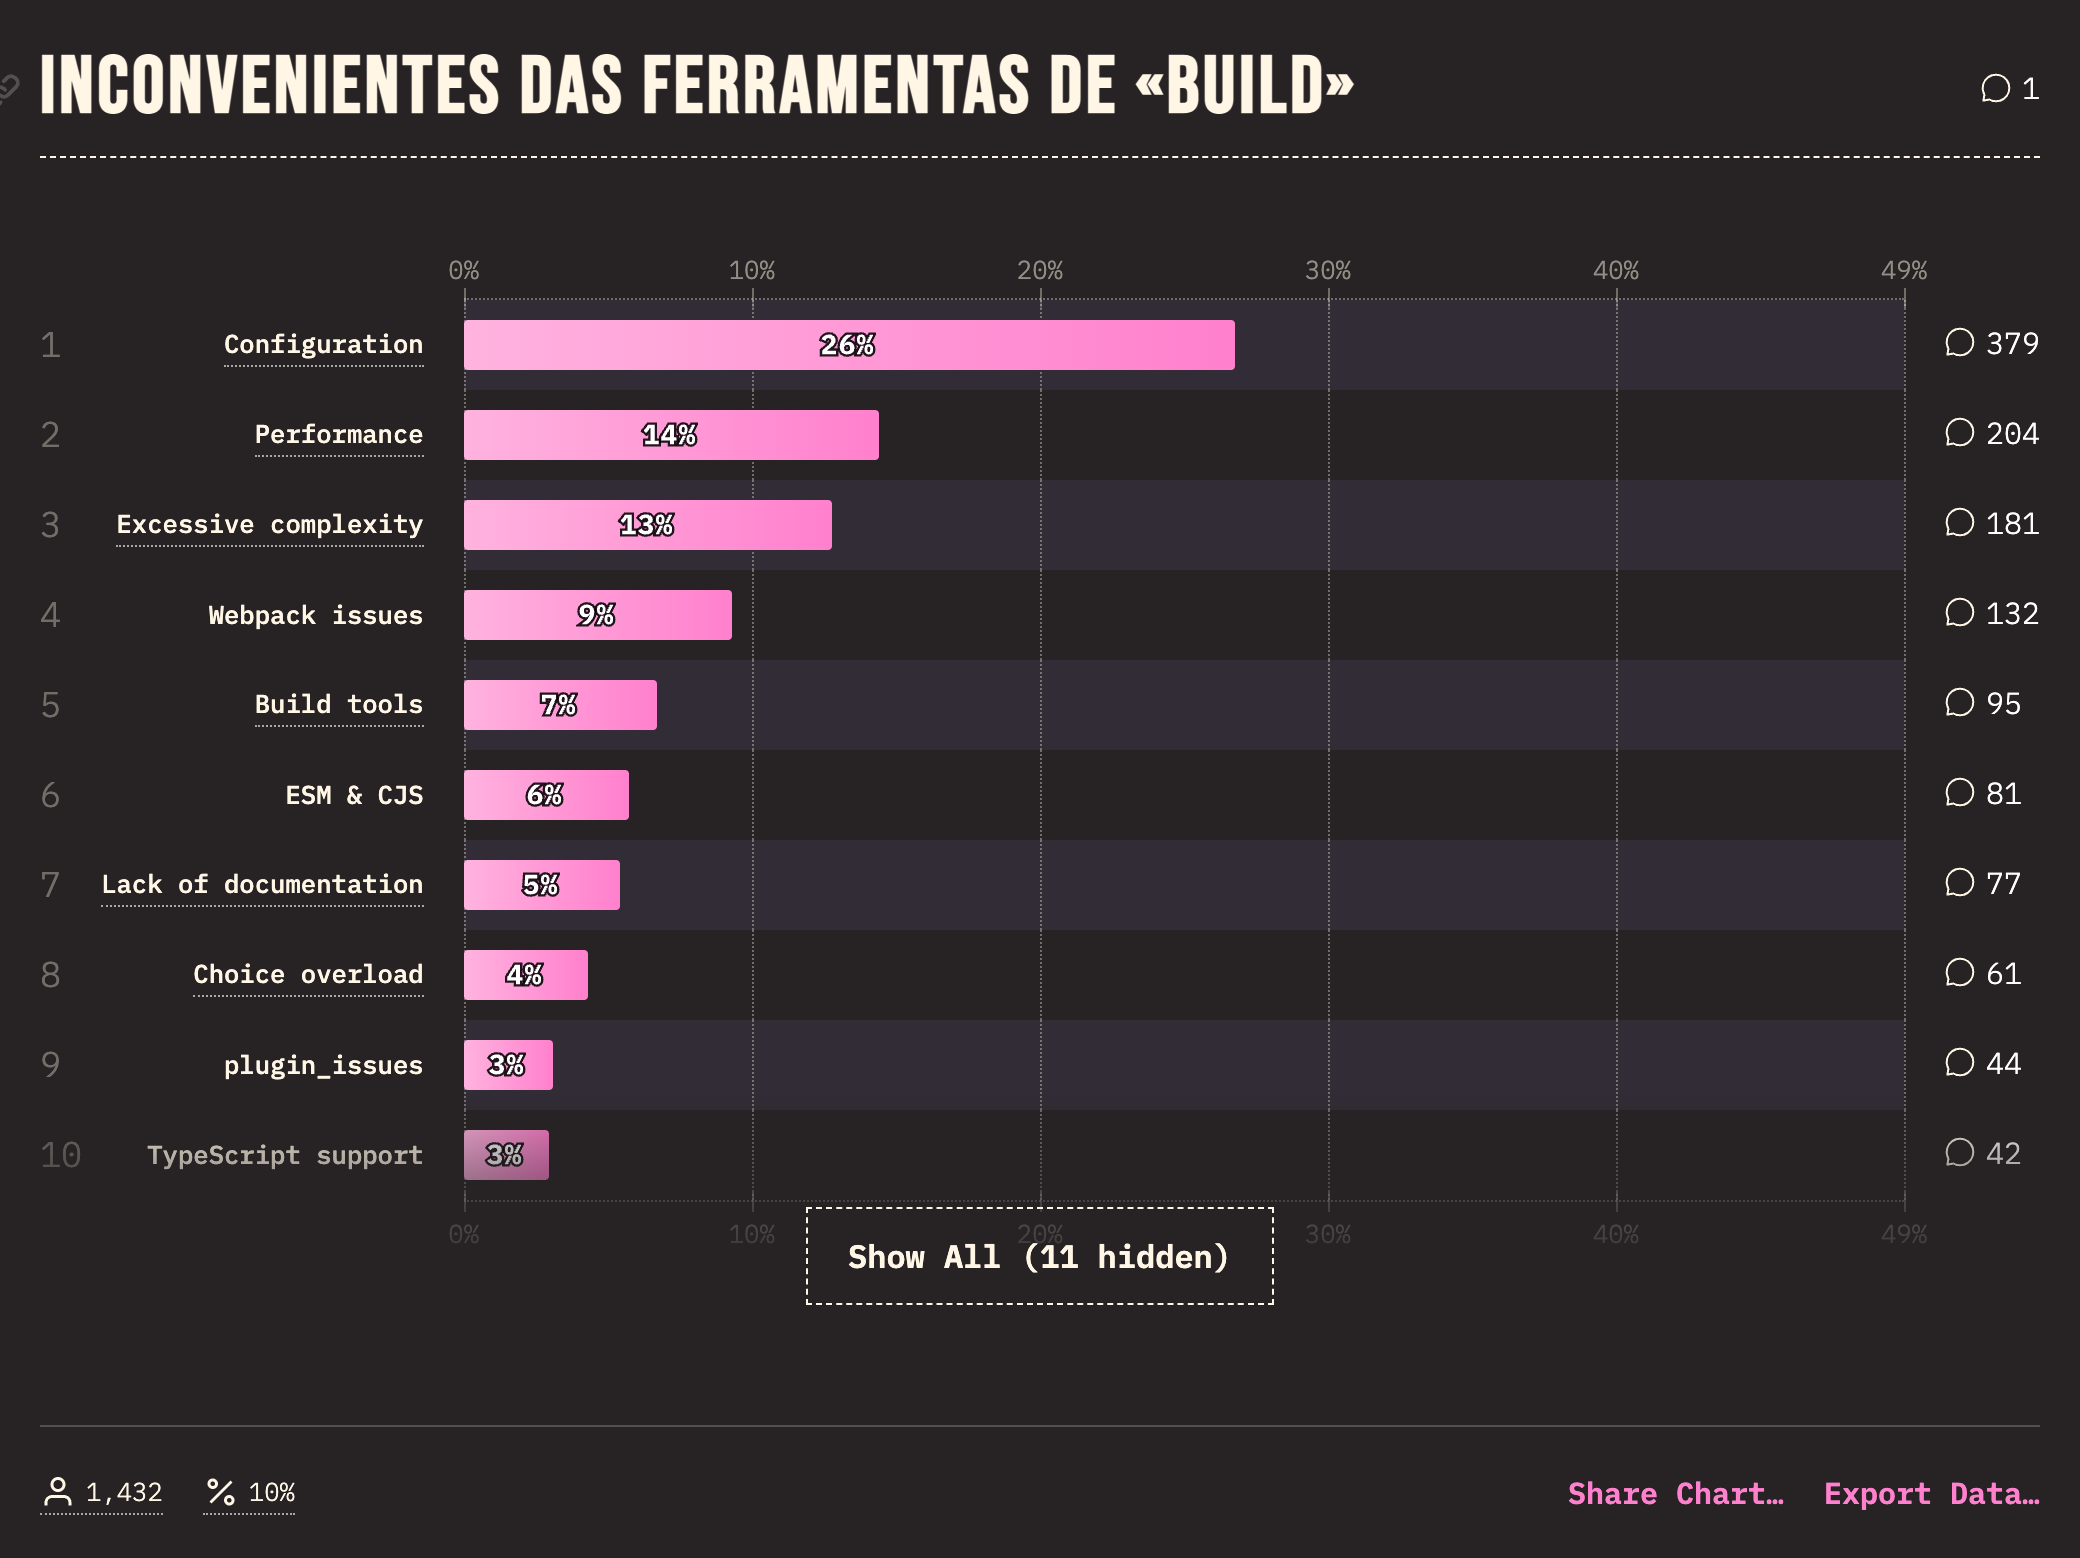 INCONVENIENTES DAS FERRAMENTAS DE «BUILD» 1
0% 10% 20% 30% 40% 49%
1 Configuration 26% 379
2 Performance 14% 204
3 Excessive complexity 13% 181
4 Webpack issues 9% 132
5 Build tools 7% 95
6 ESM & CJS 6% 81
7 Lack of documentation 5% 77
8 Choice overload 4% 61
9 plugin_issues 3% 44
10 TypeScript support 3% 42
0% 10% 20% 30% 40% 49%
Show All (11 hidden)
1,432 10% Share Chart… Export Data…